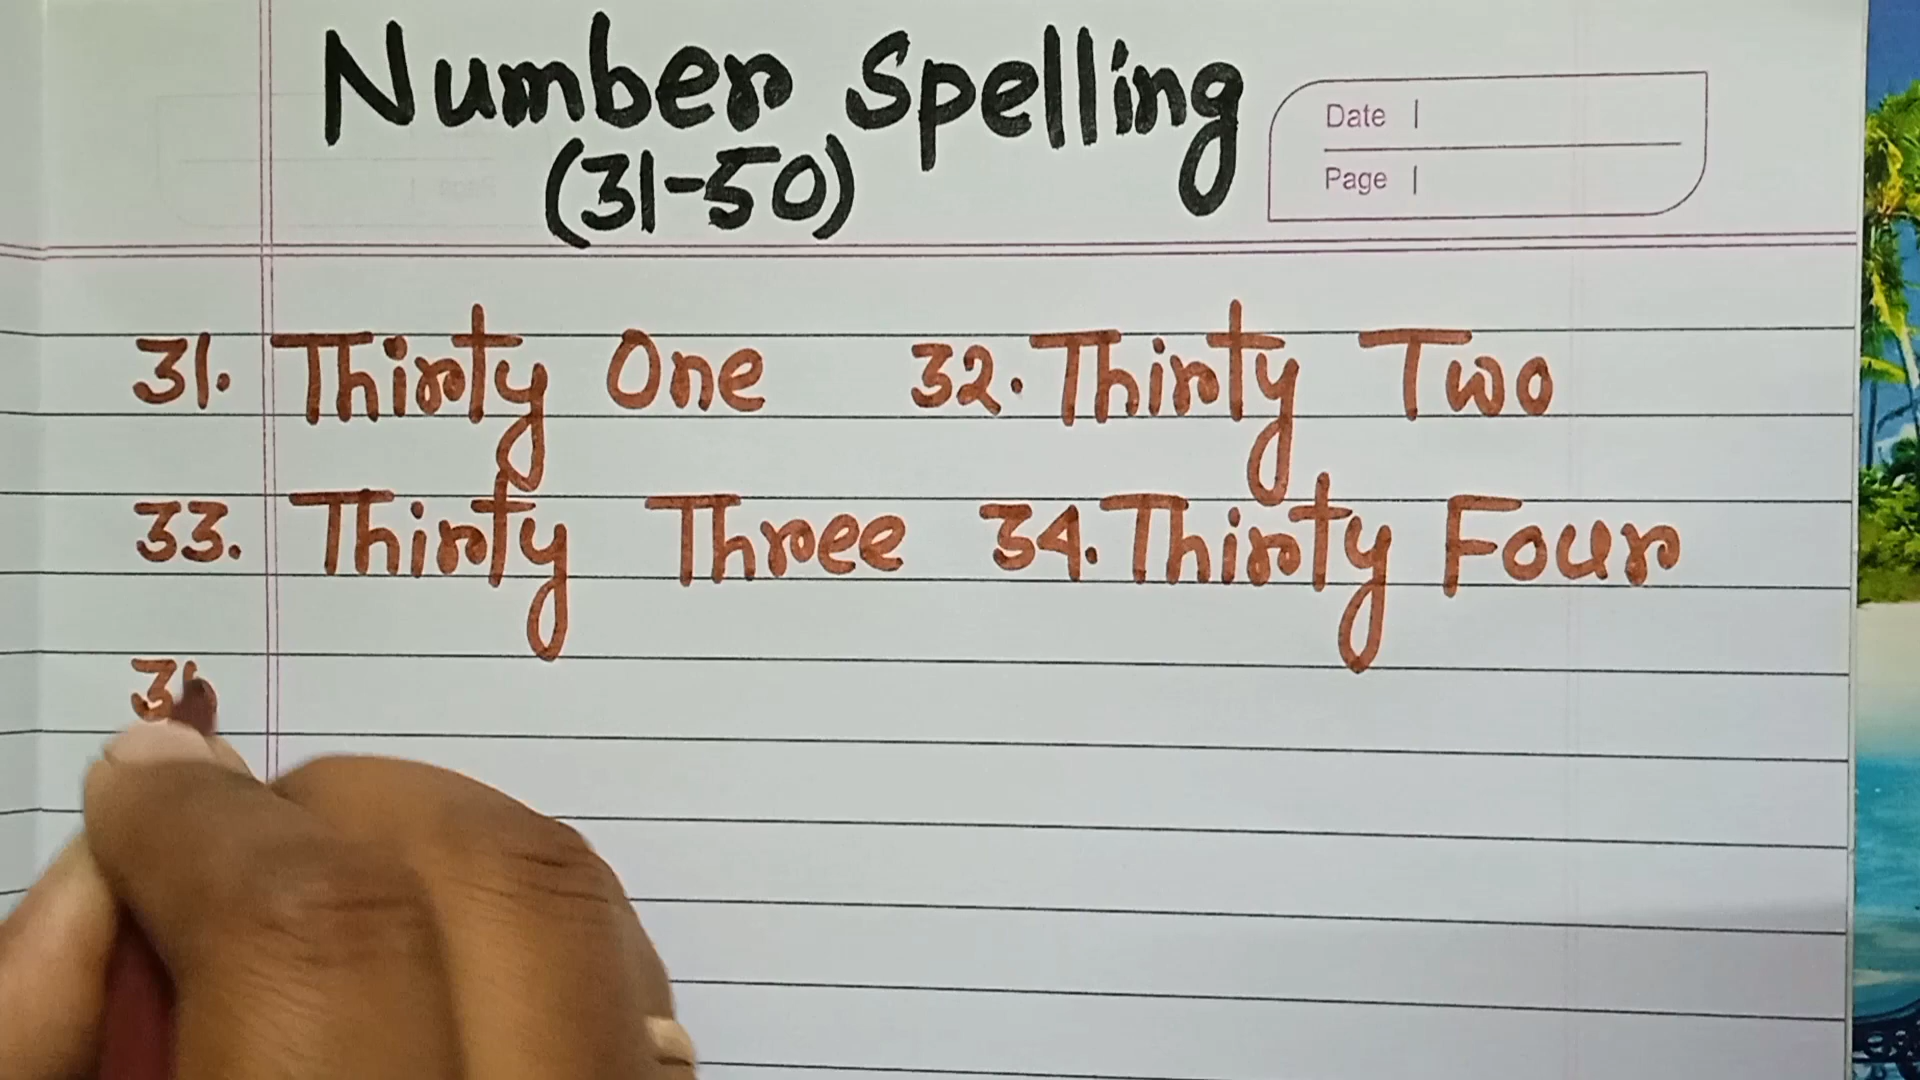 Number Spelling
(31-50)
Date |
Page |
31. Thirty One 32. Thirty Two
33. Thirty Three 34. Thirty Four